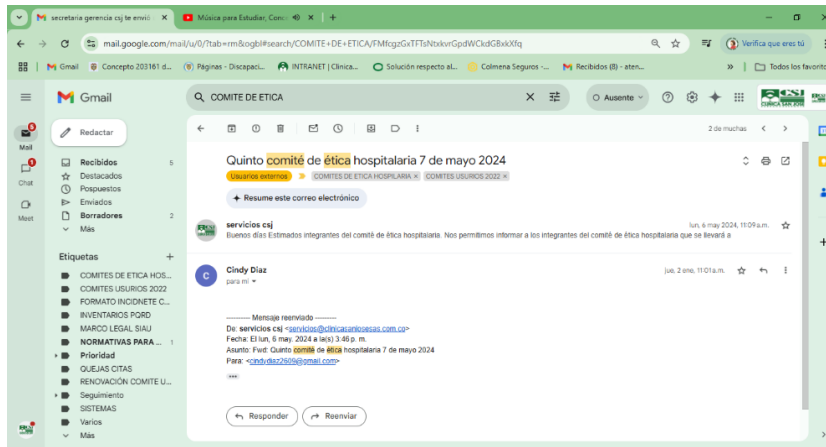 secretaria gerencia csj te envió
Música para Estudiar, Conc
mail.google.com/mail/u/0/?tab=rm&ogbl#search/COMITE+DE+ETICA/FMfcgzGxTFTsNtxkvrGpdWCkdGBxkXfq
Verifica que eres tú
Gmail
Concepto 203161 d...
Páginas - Discapaci...
INTRANET | Clínica...
Solución respecto al...
Colmena Seguros -...
Recibidos (8) - aten...
Todos los favorito
Gmail
COMITE DE ETICA
Ausente
CSJ
CLINICA SAN JOSE
Mail
Chat
Meet
Redactar
Recibidos 5
Destacados
Pospuestos
Enviados
Borradores 2
Más
Etiquetas
COMITES DE ETICA HOS...
COMITES USURIOS 2022
FORMATO INCIDNETE C...
INVENTARIOS PQRD
MARCO LEGAL SIAU
NORMATIVAS PARA ... 1
Prioridad
QUEJAS CITAS
RENOVACIÓN COMITE U...
Seguimiento
SISTEMAS
Varios
Más
2 de muchas
Quinto comité de ética hospitalaria 7 de mayo 2024
Usuarios externos
COMITES DE ETICA HOSPILARIA ×
COMITES USURIOS 2022 ×
Resume este correo electrónico
servicios csj
lun, 6 may 2024, 11:09 a.m.
Buenos días Estimados integrantes del comité de ética hospitalaria. Nos permitimos informar a los integrantes del comité de ética hospitalaria que se llevará a
C
Cindy Diaz
jue, 2 ene, 11:01 a.m.
para mí
---------- Mensaje reenviado ---------
De: servicios csj <servicios@clinicasanjosesas.com.co>
Fecha: El lun, 6 may. 2024 a la(s) 3:46 p. m.
Asunto: Fwd: Quinto comité de ética hospitalaria 7 de mayo 2024
Para: <cindydiaz2609@gmail.com>
Responder
Reenviar